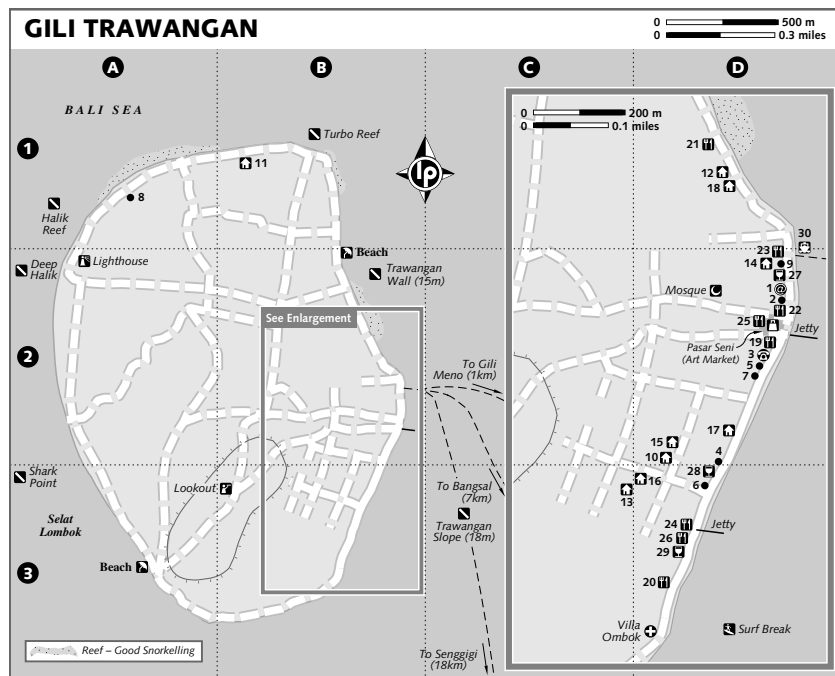 GILI TRAWANGAN
0 500 m
0 0.3 miles
A
B
C
D
BALI SEA
1
Turbo Reef
11
8
Halik
Reef
Lighthouse
Deep
Halik
Beach
Trawangan
Wall (15m)
lp
See Enlargement
2
To Gili
Meno (1km)
Shark
Point
Lookout
To Bangsal
(7km)
Trawangan
Slope (18m)
Selat
Lombok
3
Beach
Reef – Good Snorkelling
To Senggigi
(18km)
0 200 m
0 0.1 miles
21
12
18
30
23
14
9
27
Mosque
1
@
2
22
25
Jetty
Pasar Seni
(Art Market)
19
3
5
7
17
15
10
4
28
16
13
6
24
Jetty
26
29
20
Villa
Ombok
Surf Break